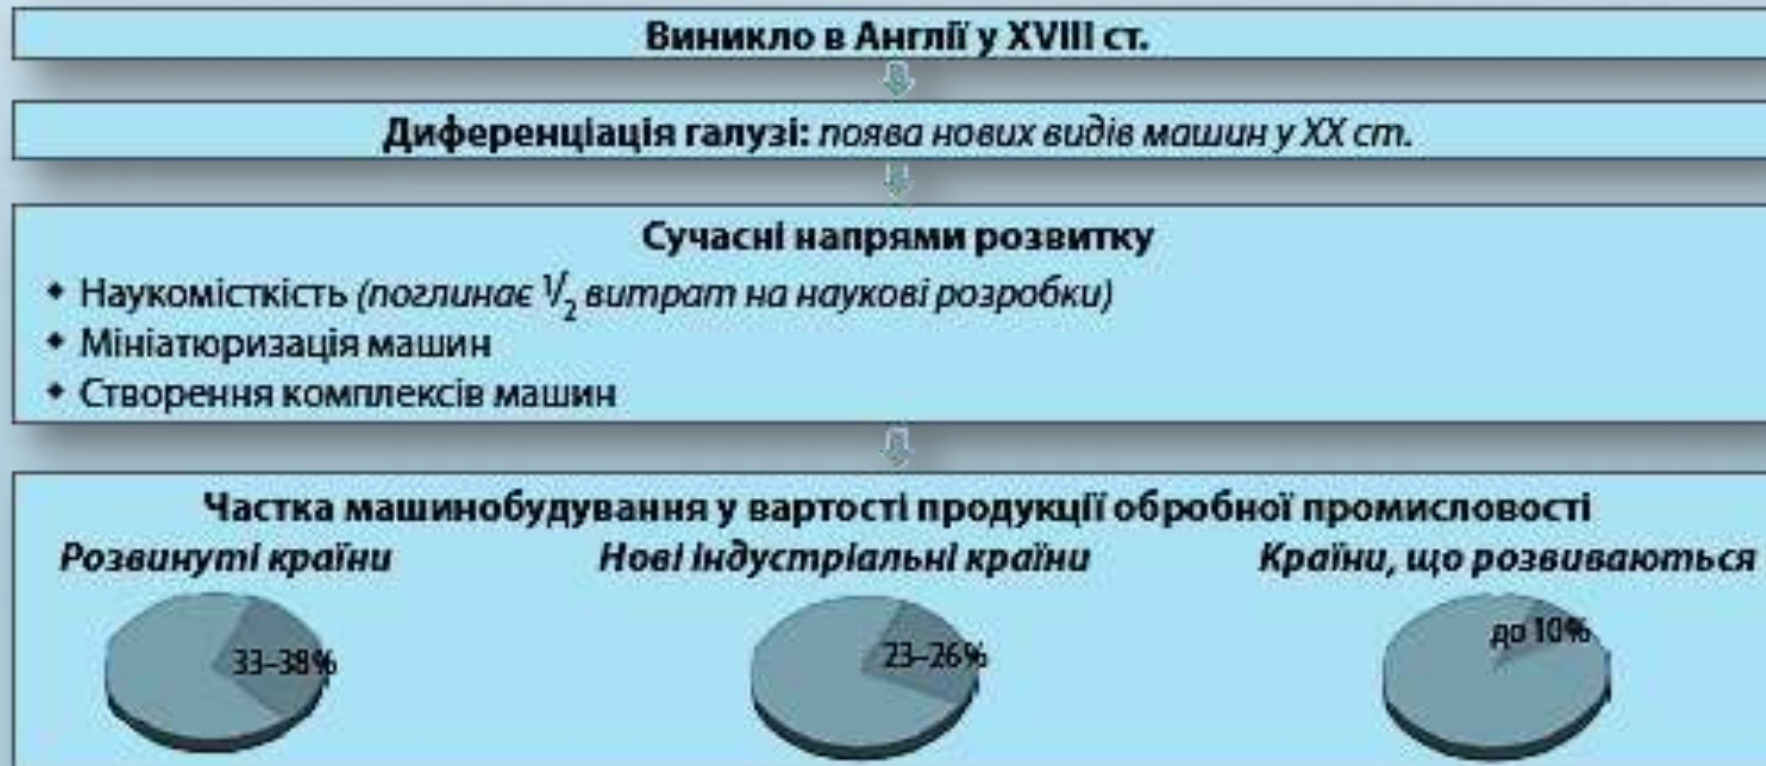 Виникло в Англії у XVIII ст.
Диференціація галузі: поява нових видів машин у ХХ ст.
Сучасні напрями розвитку
◆ Наукомісткість (поглинає 1/2 витрат на наукові розробки)
◆ Мініатюризація машин
◆ Створення комплексів машин
Частка машинобудування у вартості продукції обробної промисловості
Розвинуті країни Нові індустріальні країни Країни, що розвиваються
33–38% 23–26% до 10%